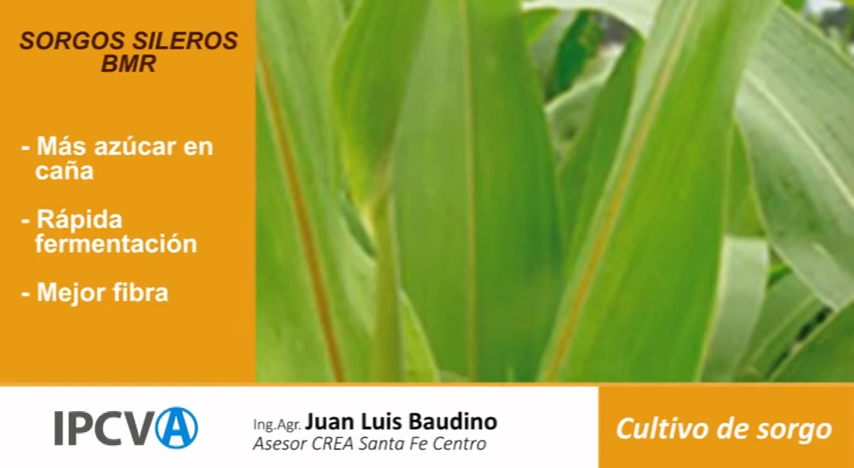 SORGOS SILEROS
BMR
- Más azúcar en
caña
- Rápida
fermentación
- Mejor fibra
IPCVA
Ing.Agr. Juan Luis Baudino
Asesor CREA Santa Fe Centro
Cultivo de sorgo